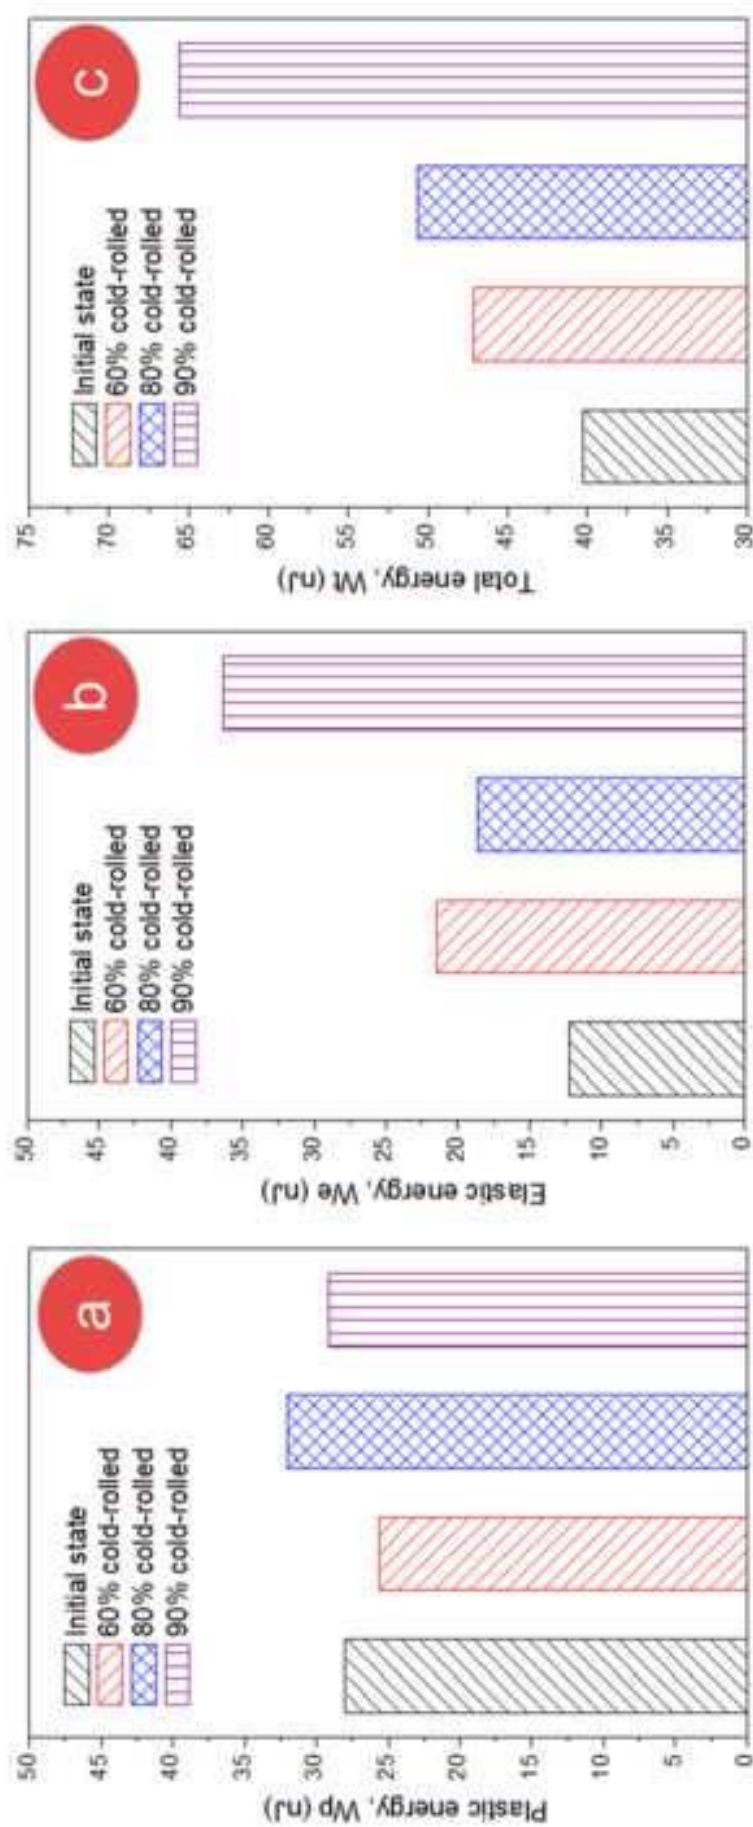 a
Initial state
60% cold-rolled
80% cold-rolled
90% cold-rolled
50
45
40
35
30
25
20
15
10
5
0
Plastic energy, Wp (nJ)
b
Initial state
60% cold-rolled
80% cold-rolled
90% cold-rolled
50
45
40
35
30
25
20
15
10
5
0
Elastic energy, We (nJ)
c
Initial state
60% cold-rolled
80% cold-rolled
90% cold-rolled
75
70
65
60
55
50
45
40
35
30
Total energy, Wt (nJ)